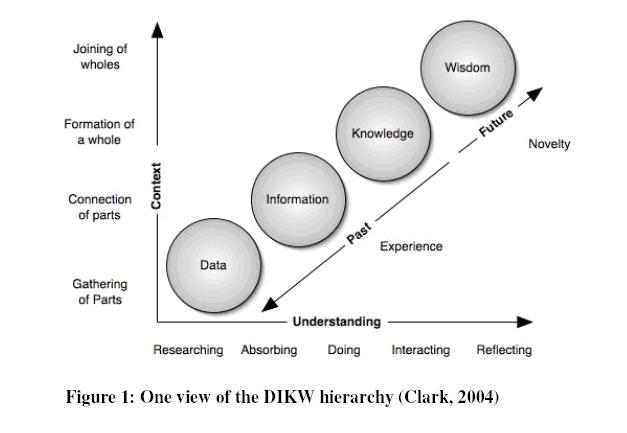 Joining of
wholes
Wisdom
Future
Formation of
a whole
Knowledge
Novelty
Context
Connection
of parts
Information
Past
Experience
Data
Gathering
of Parts
Understanding
Researching Absorbing Doing Interacting Reflecting
Figure 1: One view of the DIKW hierarchy (Clark, 2004)